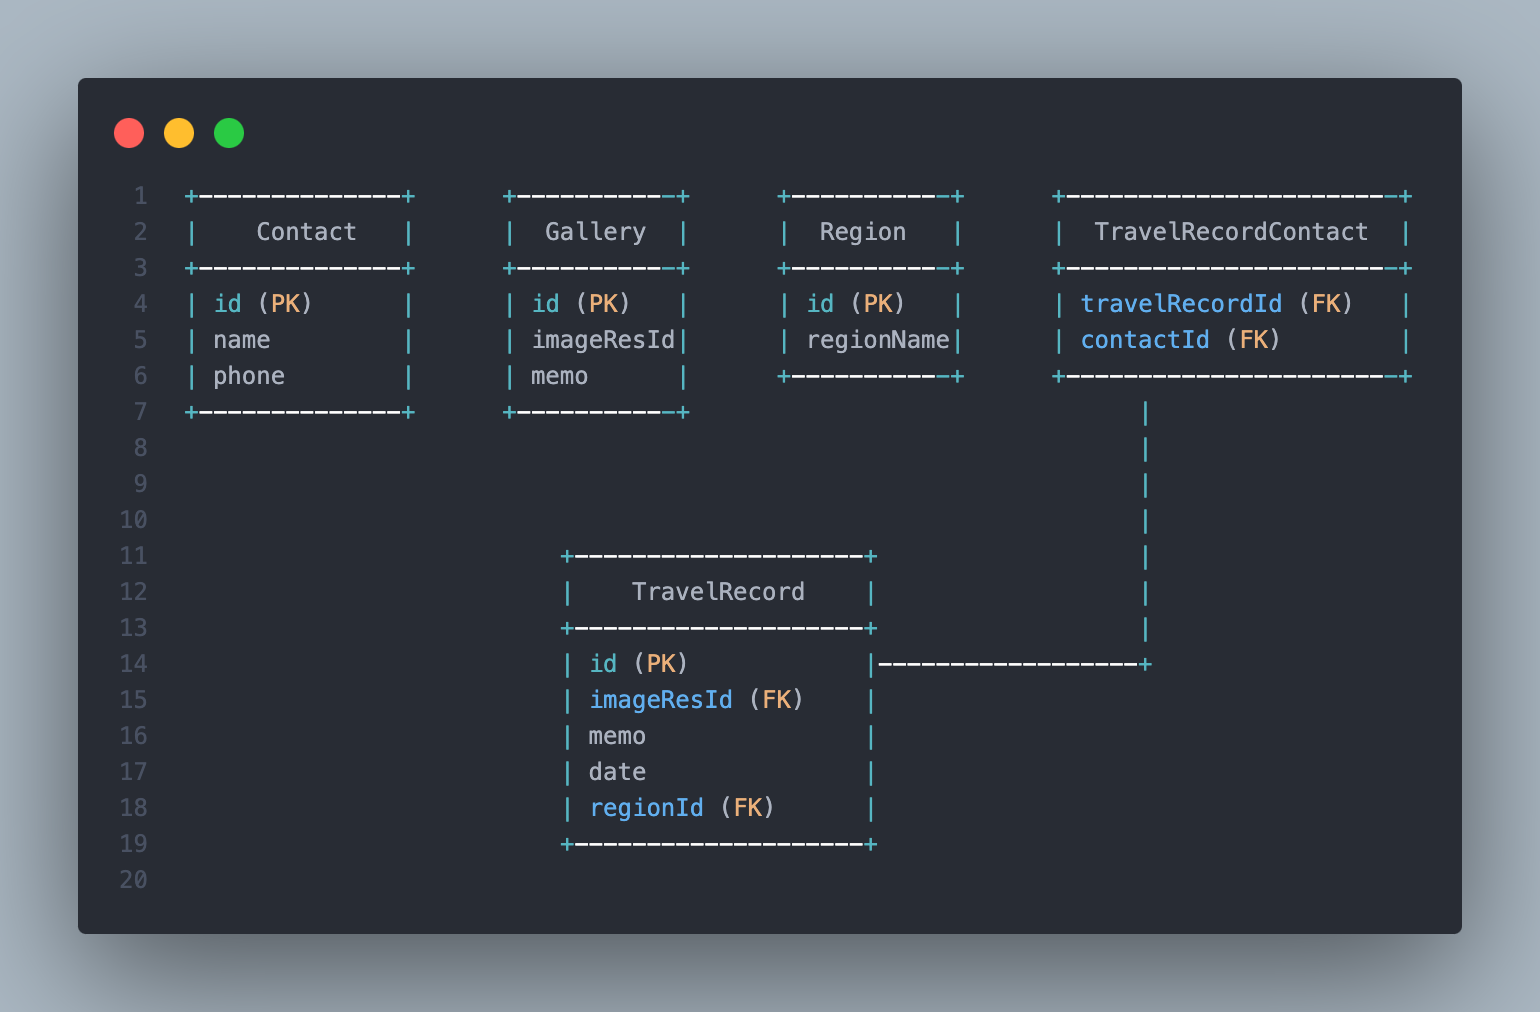 1  +--------------+      +-----------+      +-----------+      +-----------------------+
2  |    Contact   |      |  Gallery  |      |  Region   |      |  TravelRecordContact  |
3  +--------------+      +-----------+      +-----------+      +-----------------------+
4  | id (PK)      |      | id (PK)   |      | id (PK)   |      | travelRecordId (FK)   |
5  | name         |      | imageResId|      | regionName|      | contactId (FK)        |
6  | phone        |      | memo      |      +-----------+      +-----------------------+
7  +--------------+      +-----------+                                |
8                                                                    |
9                                                                    |
10                                                                   |
11                           +--------------------+                  |
12                           |    TravelRecord    |                  |
13                           +--------------------+                  |
14                           | id (PK)            |------------------+
15                           | imageResId (FK)    |
16                           | memo               |
17                           | date               |
18                           | regionId (FK)      |
19                           +--------------------+
20